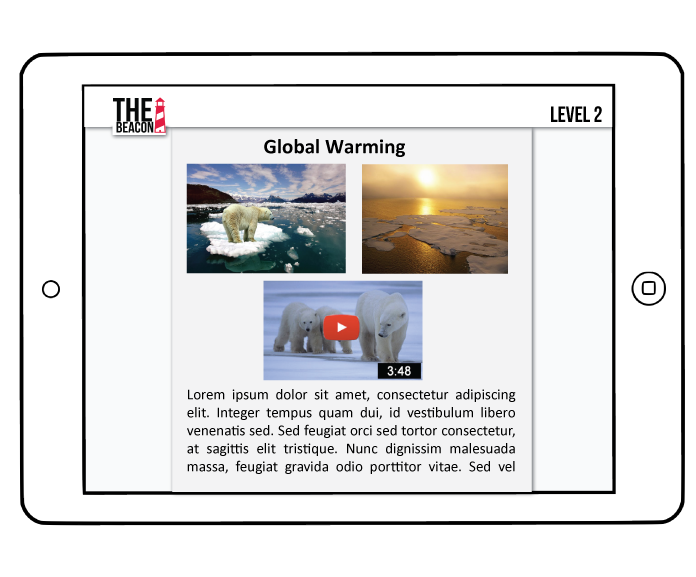 THE
BEACON
LEVEL 2
Global Warming
3:48
Lorem ipsum dolor sit amet, consectetur adipiscing
elit. Integer tempus quam dui, id vestibulum libero
venenatis sed. Sed feugiat orci sed tortor consectetur,
at sagittis elit tristique. Nunc dignissim malesuada
massa, feugiat gravida odio porttitor vitae. Sed vel